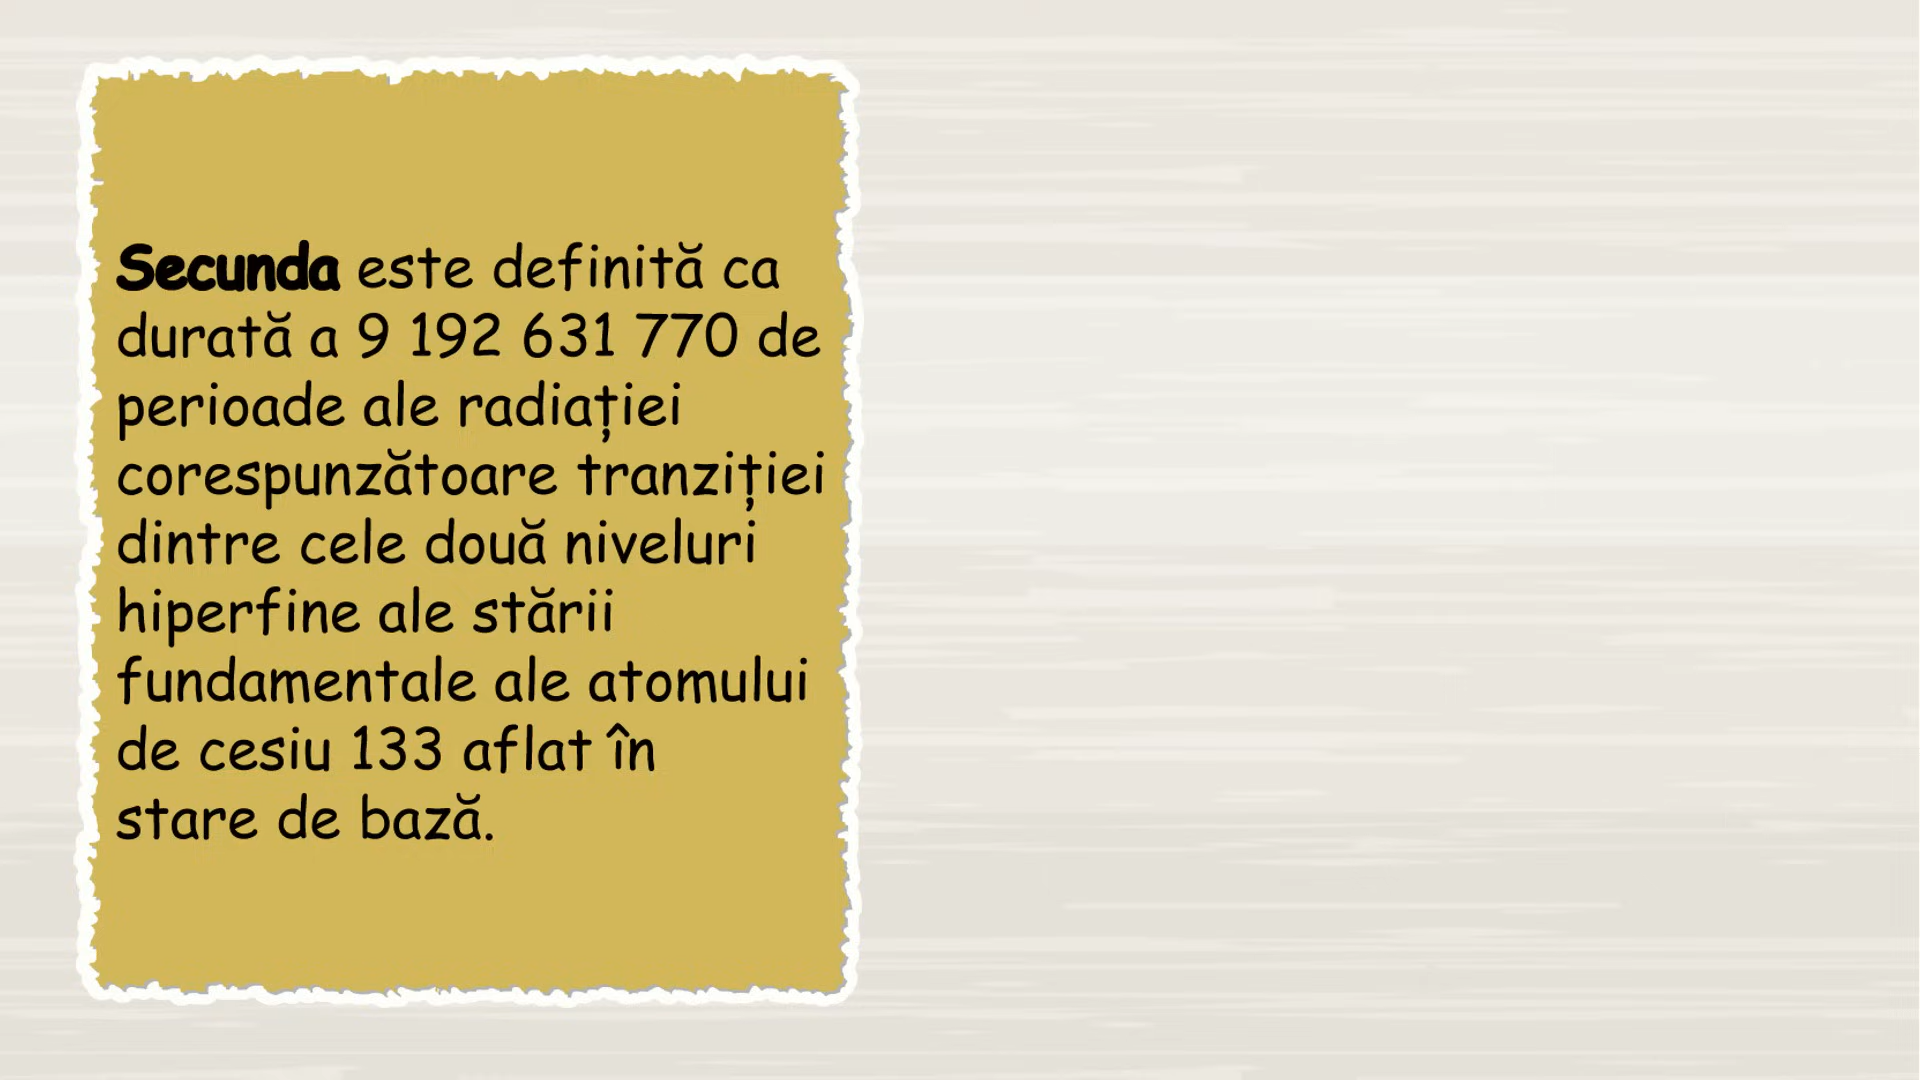 Secunda este definită ca
durată a 9 192 631 770 de
perioade ale radiației
corespunzătoare tranziției
dintre cele două niveluri
hiperfine ale stării
fundamentale ale atomului
de cesiu 133 aflat în
stare de bază.